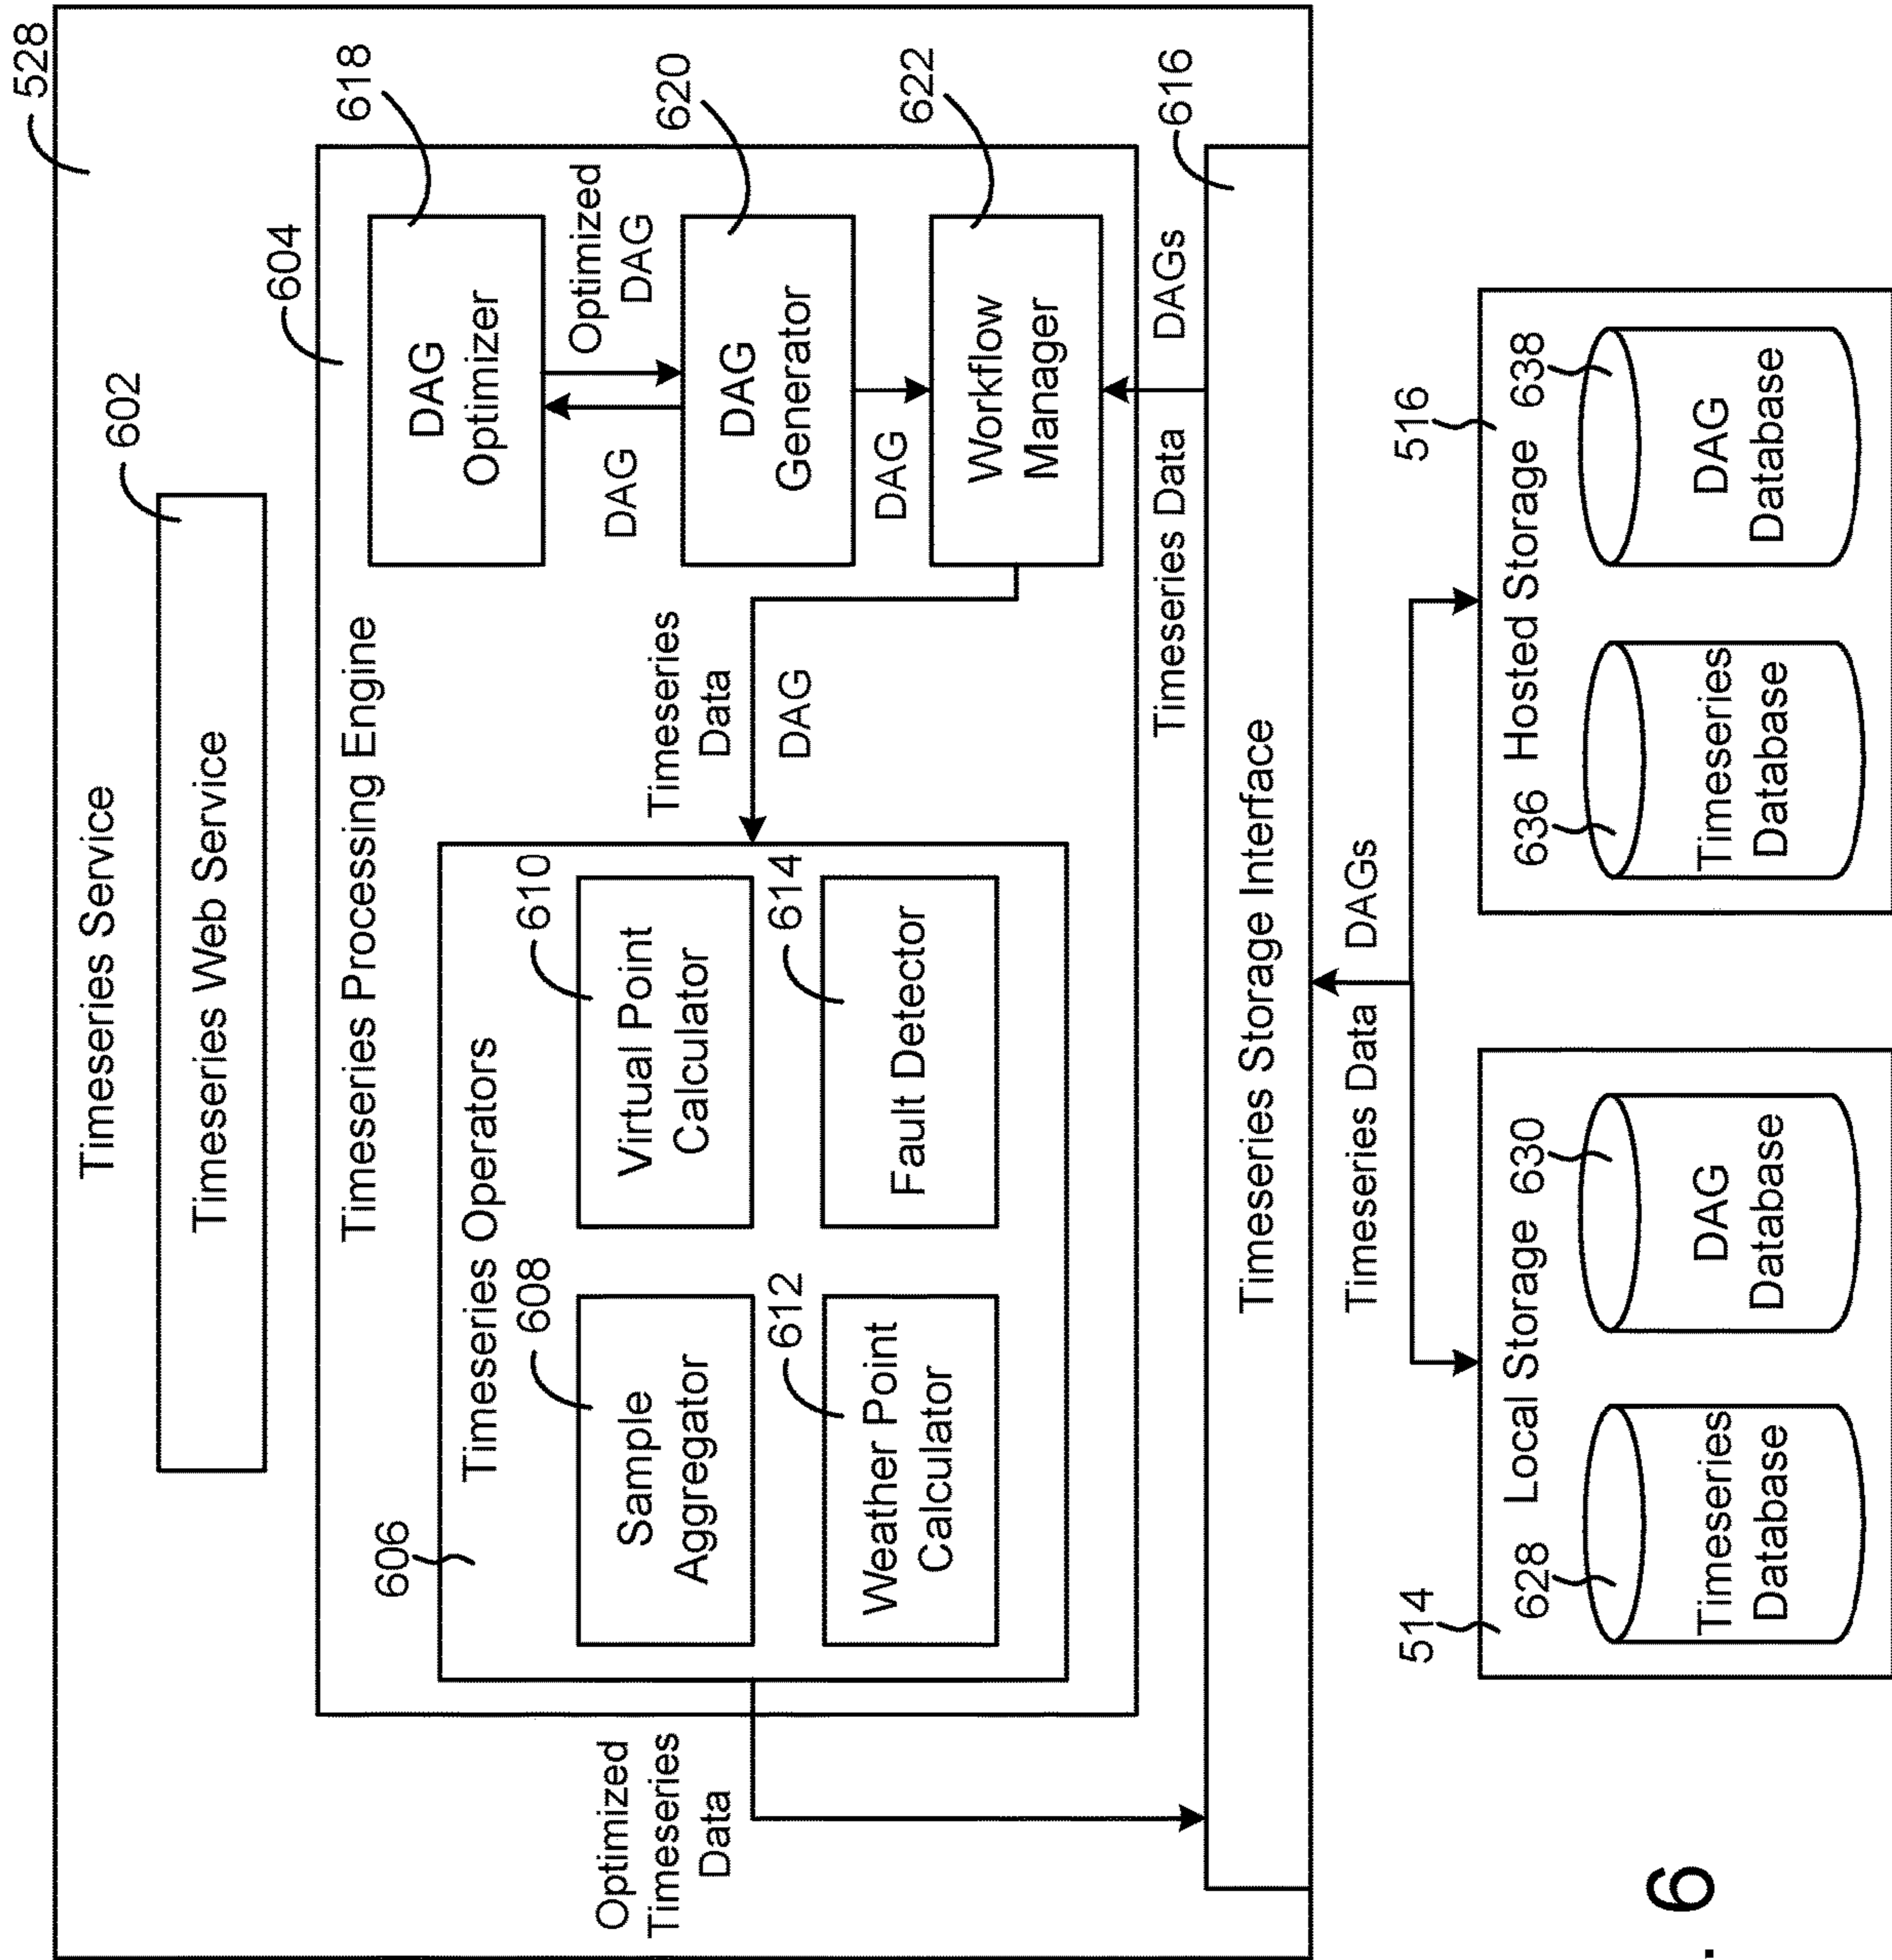 528
Timeseries Service
602
Timeseries Web Service
604
Timeseries Processing Engine
606
Timeseries Operators
608
Sample
Aggregator
610
Virtual Point
Calculator
612
Weather Point
Calculator
614
Fault Detector
618
DAG
Optimizer
Optimized
DAG
DAG
620
DAG
Generator
DAG
622
Workflow
Manager
Timeseries
Data
DAG
Optimized
Timeseries
Data
Timeseries Data
DAGs
616
Timeseries Storage Interface
Timeseries Data
DAGs
514
Local Storage
628
Timeseries
Database
630
DAG
Database
516
Hosted Storage
636
Timeseries
Database
638
DAG
Database
. 6